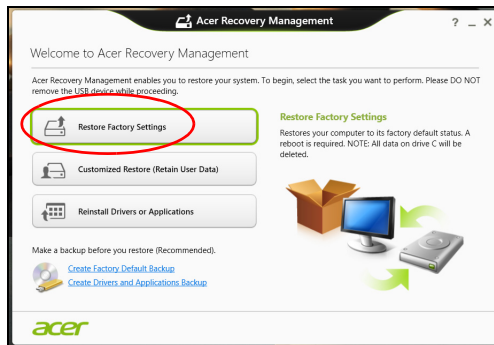 Acer Recovery Management
? _ X
Welcome to Acer Recovery Management
Acer Recovery Management enables you to restore your system. To begin, select the task you want to perform. Please DO NOT
remove the USB device while proceeding.
Restore Factory Settings
Customized Restore (Retain User Data)
Reinstall Drivers or Applications
Make a backup before you restore (Recommended).
Create Factory Default Backup
Create Drivers and Applications Backup
Restore Factory Settings
Restores your computer to its factory default status. A
reboot is required. NOTE: All data on drive C will be
deleted.
acer